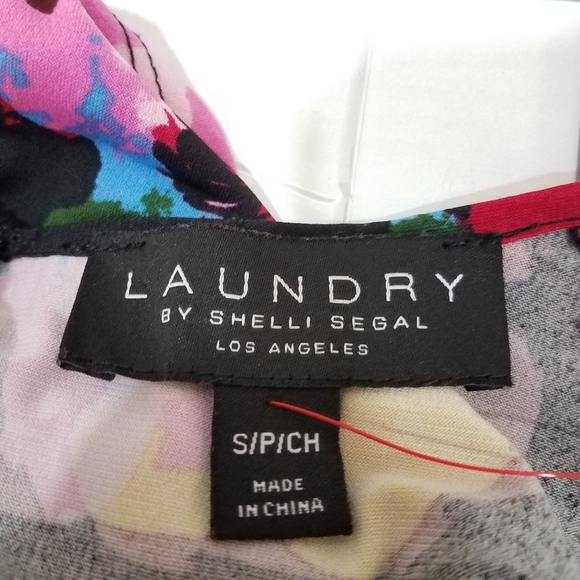 LAUNDRY
BY SHELLI SEGAL
LOS ANGELES
S/P/CH
MADE
IN CHINA